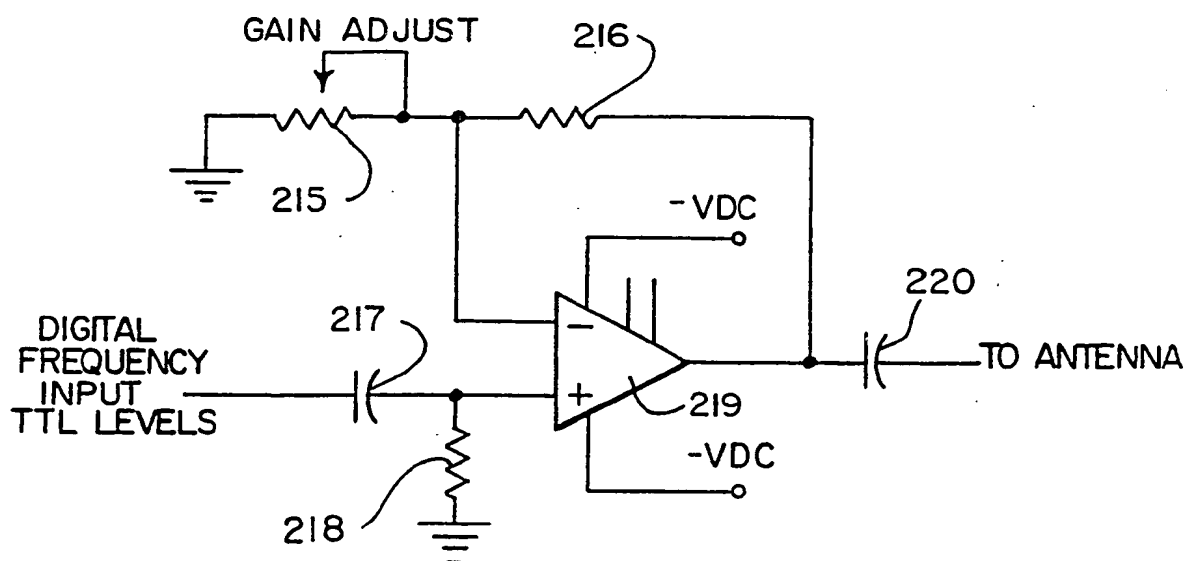 GAIN ADJUST
216
215
-VDC
220
217
DIGITAL
FREQUENCY
INPUT
TTL LEVELS
−
+
TO ANTENNA
219
-VDC
218